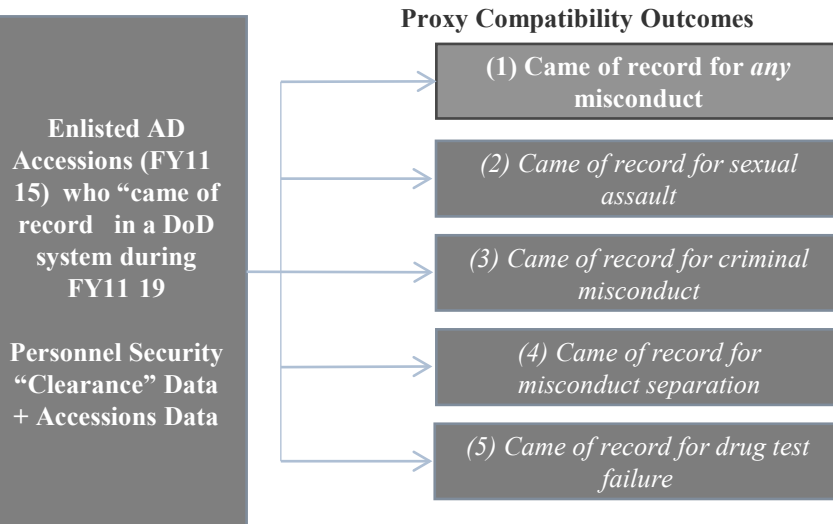 Proxy Compatibility Outcomes
Enlisted AD
Accessions (FY11
15) who “came of
record in a DoD
system during
FY11 19
Personnel Security
“Clearance” Data
+ Accessions Data
(1) Came of record for any
misconduct
(2) Came of record for sexual
assault
(3) Came of record for criminal
misconduct
(4) Came of record for
misconduct separation
(5) Came of record for drug test
failure